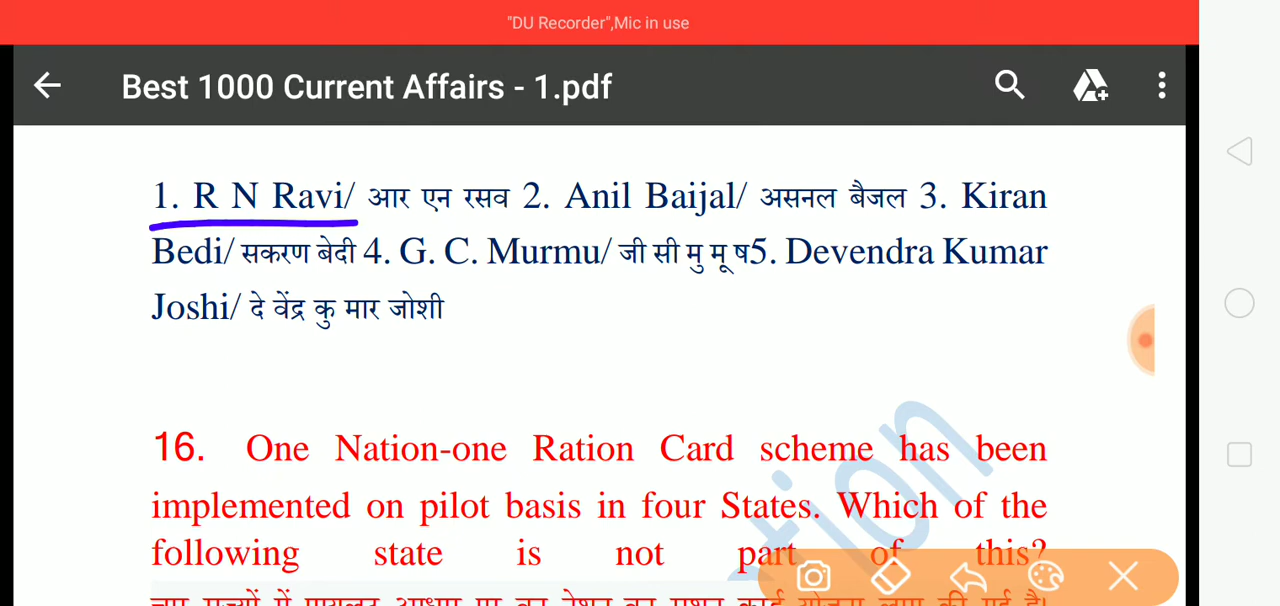 "DU Recorder",Mic in use
Best 1000 Current Affairs - 1.pdf
1. R N Ravi/ आर एन रसव 2. Anil Baijal/ असनल बैजल 3. Kiran
Bedi/ सकरण बेदी 4. G. C. Murmu/ जी सी मु मू ष5. Devendra Kumar
Joshi/ दे वेंद्र कु मार जोशी
16. One Nation-one Ration Card scheme has been
implemented on pilot basis in four States. Which of the
following state is not part of this?